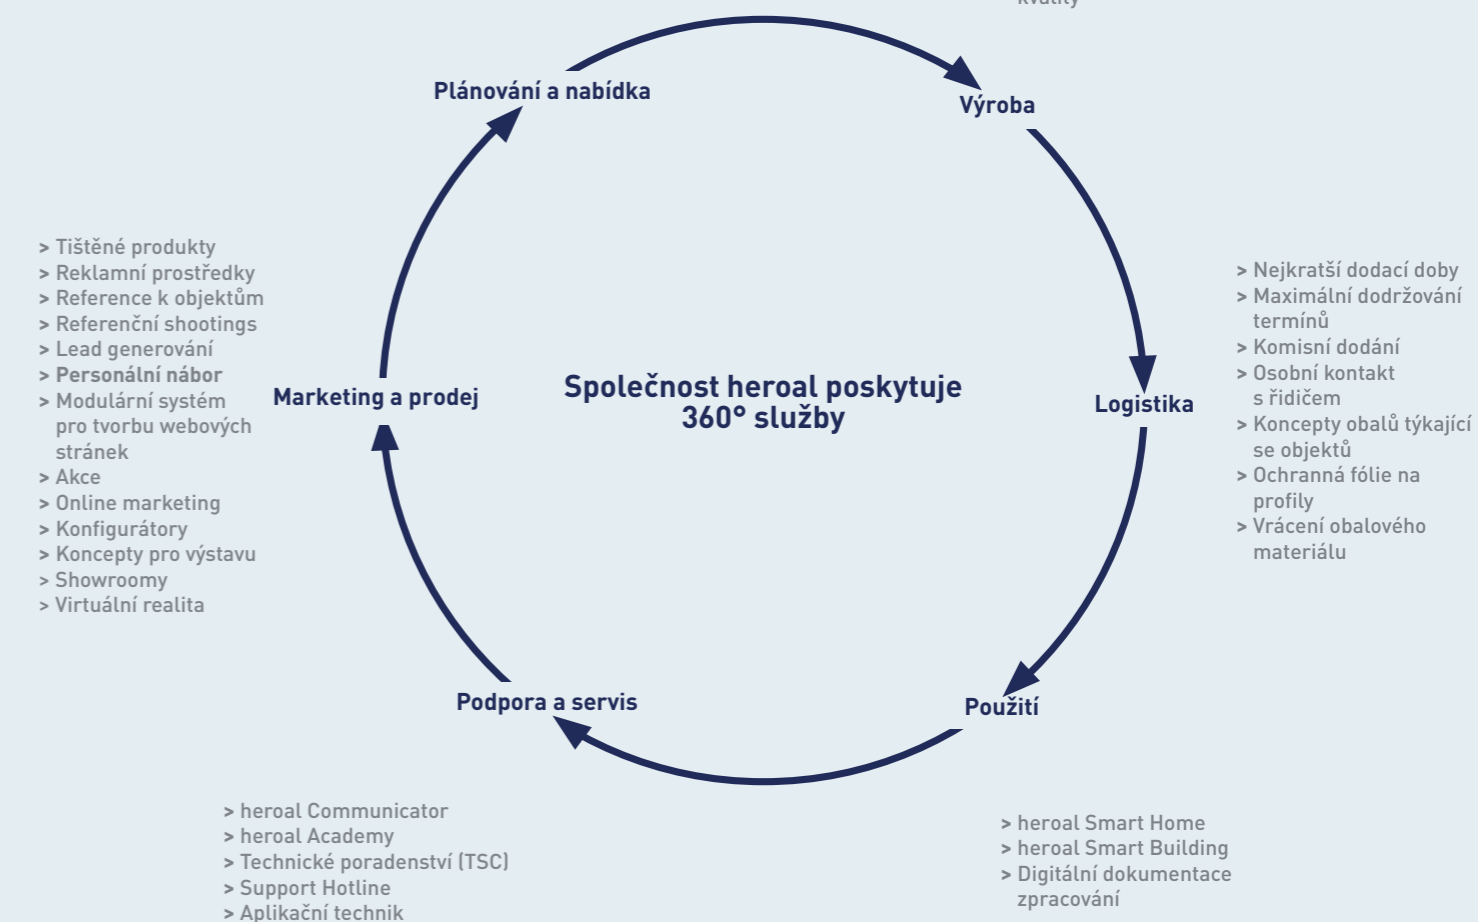 kvality
Plánování a nabídka
Výroba
> Tištěné produkty
> Reklamní prostředky
> Reference k objektům
> Referenční shootings
> Lead generování
> Personální nábor
> Modulární systém
pro tvorbu webových
stránek
> Akce
> Online marketing
> Konfigurátory
> Koncepty pro výstavu
> Showroomy
> Virtuální realita
Marketing a prodej
Společnost heroal poskytuje
360° služby
Logistika
> Nejkratší dodací doby
> Maximální dodržování
termínů
> Komisní dodání
> Osobní kontakt
s řidičem
> Koncepty obalů týkající
se objektů
> Ochranná fólie na
profily
> Vrácení obalového
materiálu
Podpora a servis
Použití
> heroal Communicator
> heroal Academy
> Technické poradenství (TSC)
> Support Hotline
> Aplikační technik
> heroal Smart Home
> heroal Smart Building
> Digitální dokumentace
zpracování